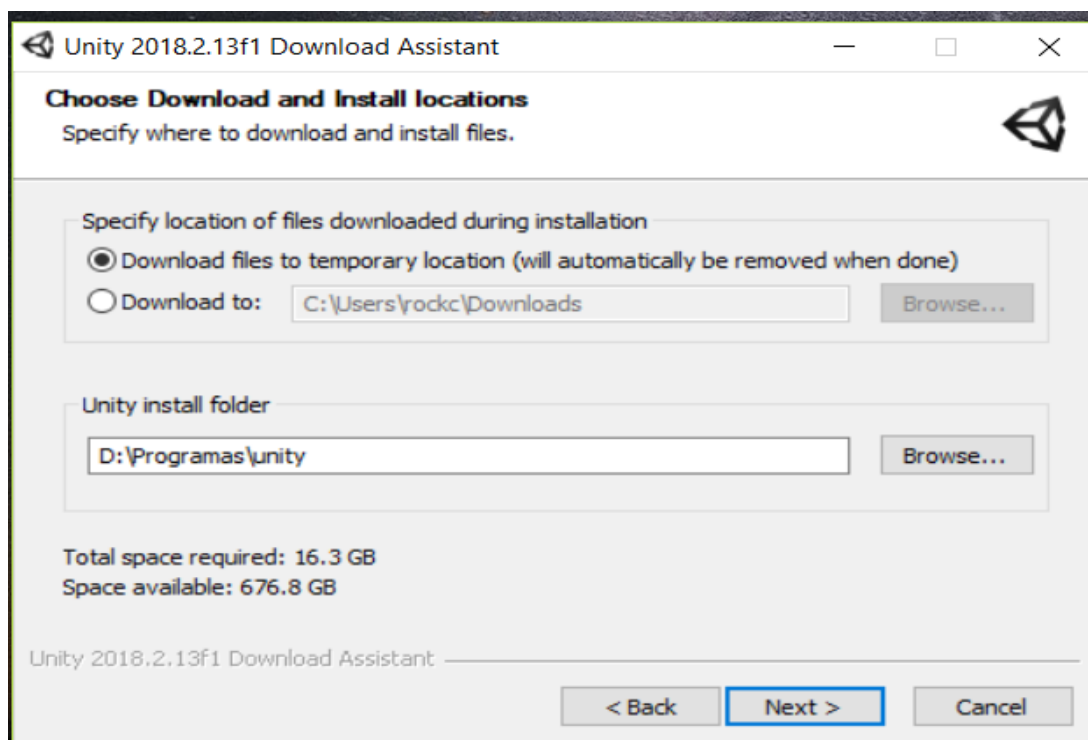 Unity 2018.2.13f1 Download Assistant
Choose Download and Install locations
Specify where to download and install files.
Specify location of files downloaded during installation
Download files to temporary location (will automatically be removed when done)
Download to: C:\Users\rockc\Downloads Browse...
Unity install folder
D:\Programas\unity Browse...
Total space required: 16.3 GB
Space available: 676.8 GB
Unity 2018.2.13f1 Download Assistant
< Back Next > Cancel